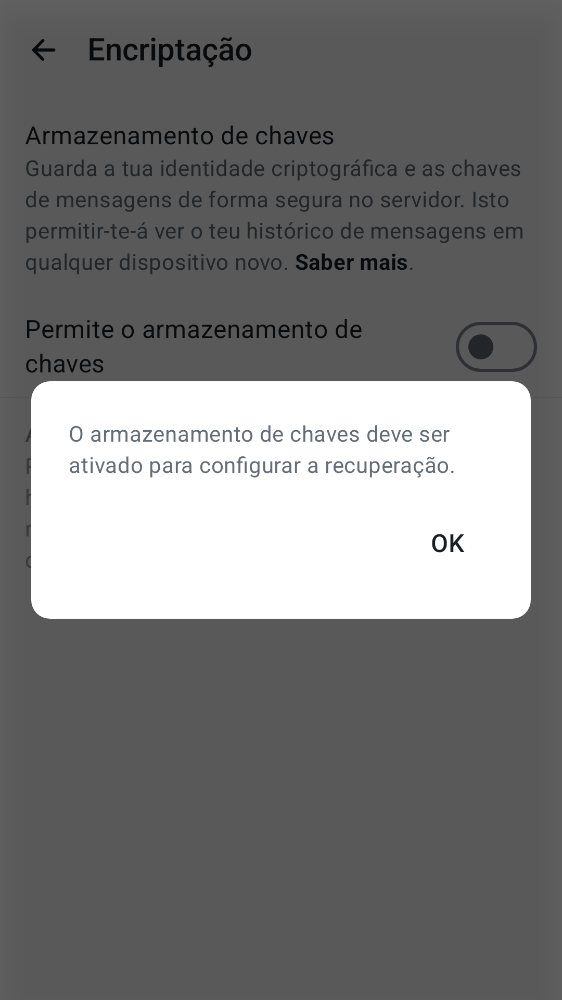 Encriptação
Armazenamento de chaves
Guarda a tua identidade criptográfica e as chaves
de mensagens de forma segura no servidor. Isto
permitir-te-á ver o teu histórico de mensagens em
qualquer dispositivo novo. Saber mais.
Permite o armazenamento de
chaves
O armazenamento de chaves deve ser
ativado para configurar a recuperação.
OK